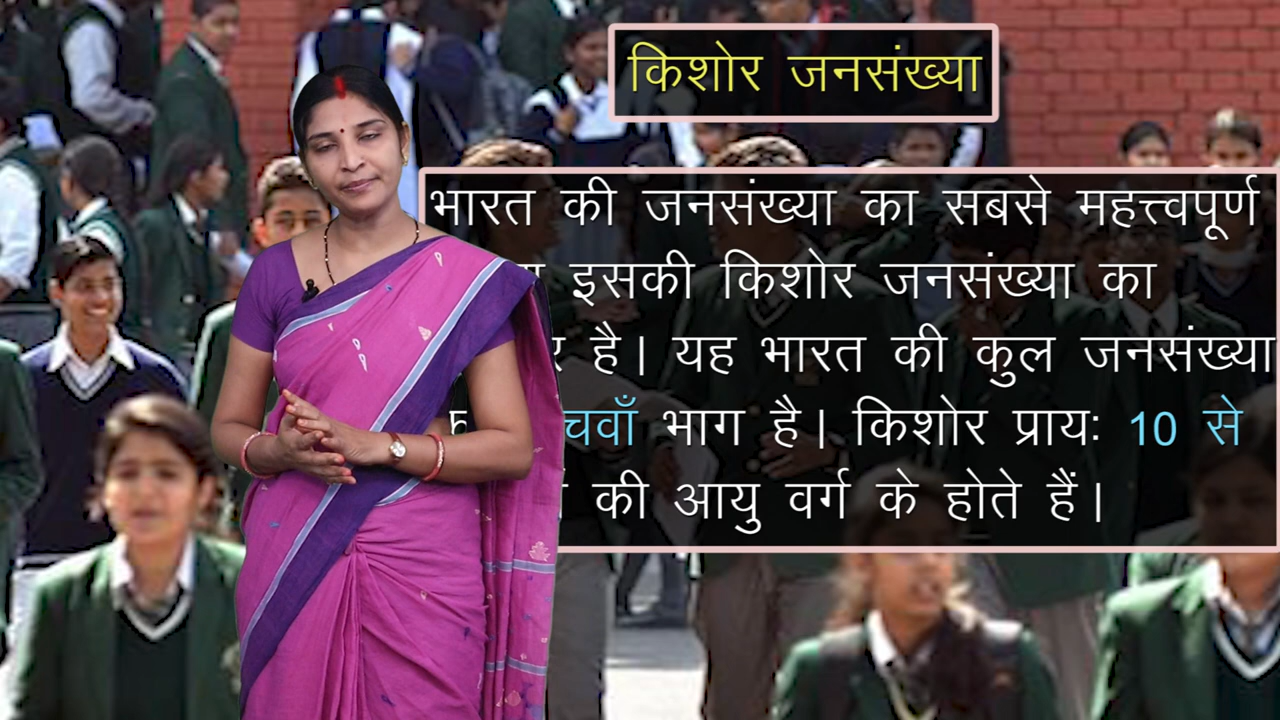 किशोर जनसंख्या
भारत की जनसंख्या का सबसे महत्त्वपूर्ण
इसकी किशोर जनसंख्या का
है। यह भारत की कुल जनसंख्या
भाग है। किशोर प्रायः 10 से
की आयु वर्ग के होते हैं।